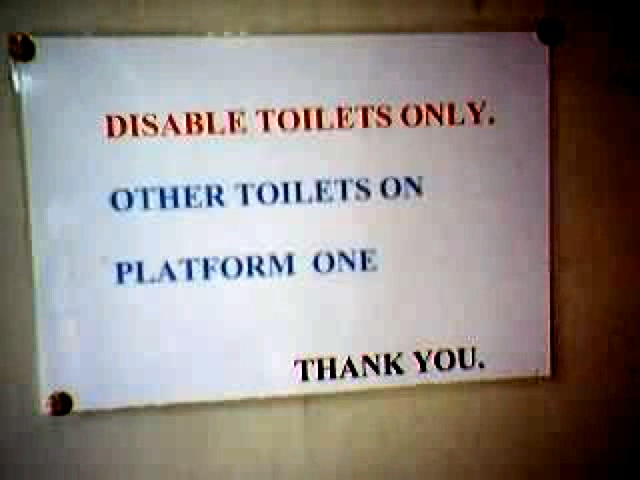 DISABLE TOILETS ONLY.
OTHER TOILETS ON
PLATFORM ONE
THANK YOU.